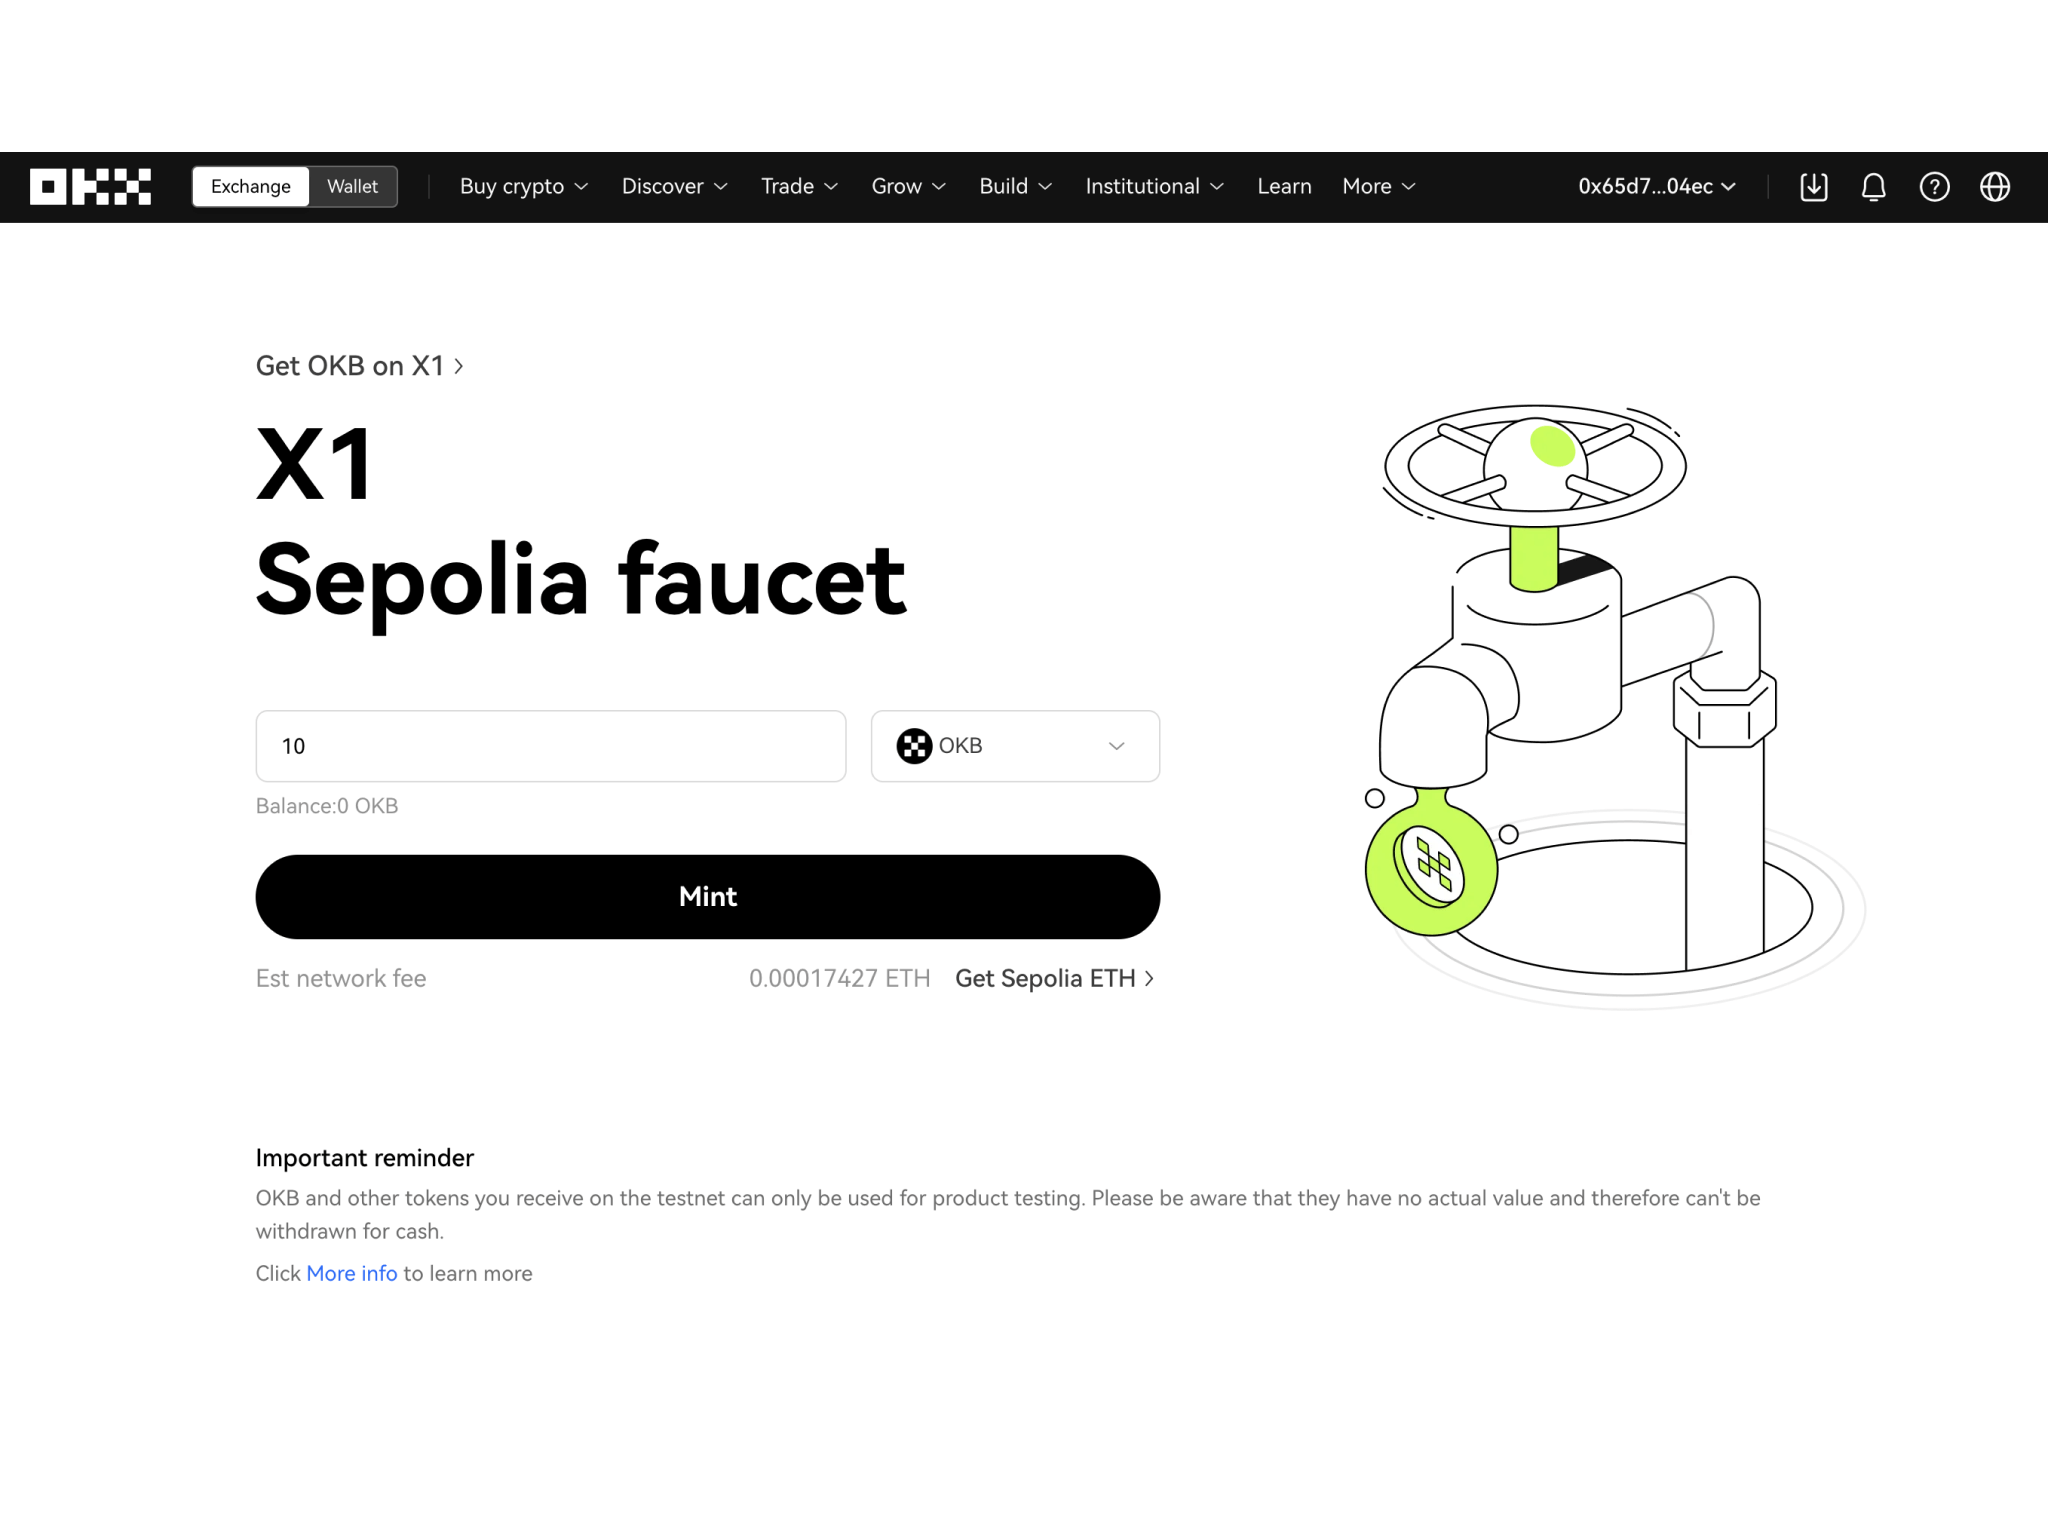 OKX
Exchange Wallet Buy crypto Discover Trade Grow Build Institutional Learn More 0x65d7...04ec
Get OKB on X1
X1
Sepolia faucet
10 OKB
Balance:0 OKB
Mint
Est network fee 0.00017427 ETH Get Sepolia ETH
Important reminder
OKB and other tokens you receive on the testnet can only be used for product testing. Please be aware that they have no actual value and therefore can't be
withdrawn for cash.
Click More info to learn more